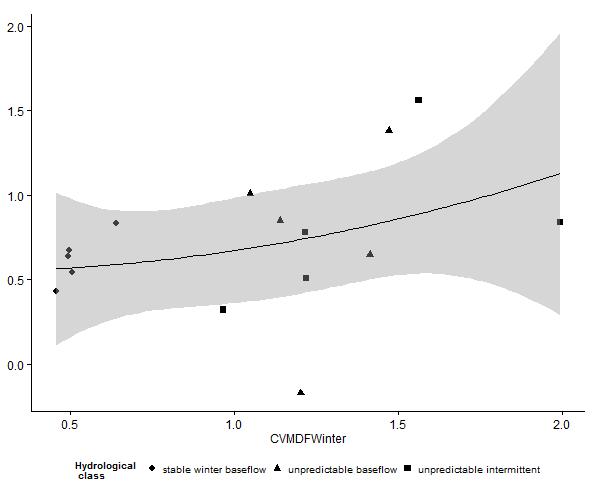 2.0
1.5
1.0
0.5
0.0
0.5 1.0 1.5 2.0
CVMDFWinter
Hydrological
class
stable winter baseflow unpredictable baseflow unpredictable intermittent